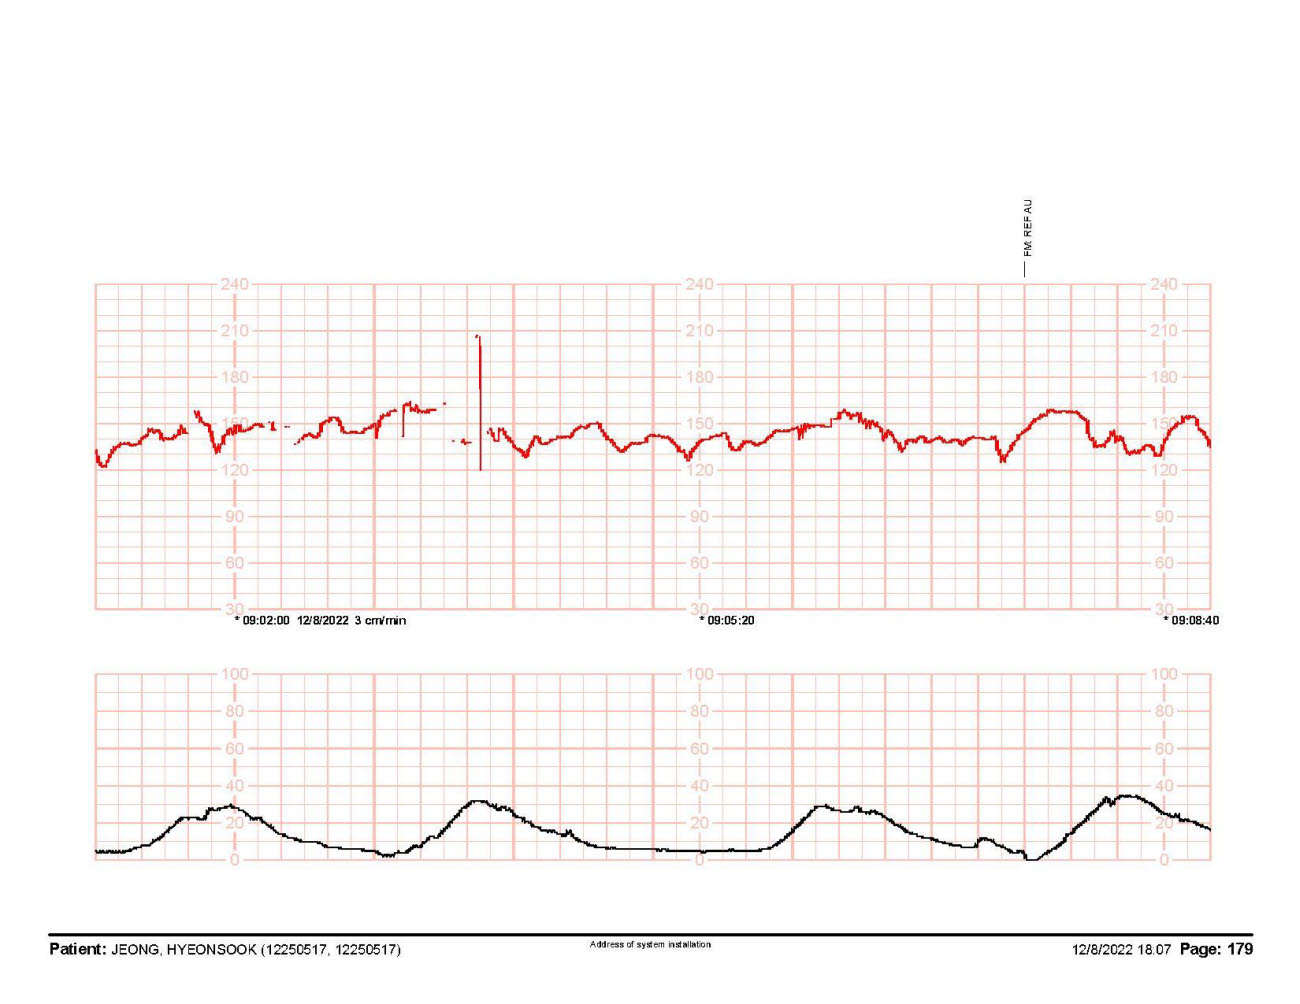 FM: REF AU
240 240 240
210 210 210
180 180 180
150 150 150
120 120 120
90 90 90
60 60 60
30 30 30
* 09:02:00 12/8/2022 3 cm/min * 09:05:20 * 09:08:40
100 100 100
80 80 80
60 60 60
40 40 40
20 20 20
0 0 0
Patient: JEONG, HYEONSOOK (12250517, 12250517) Address of system installation 12/8/2022 18:07 Page: 179